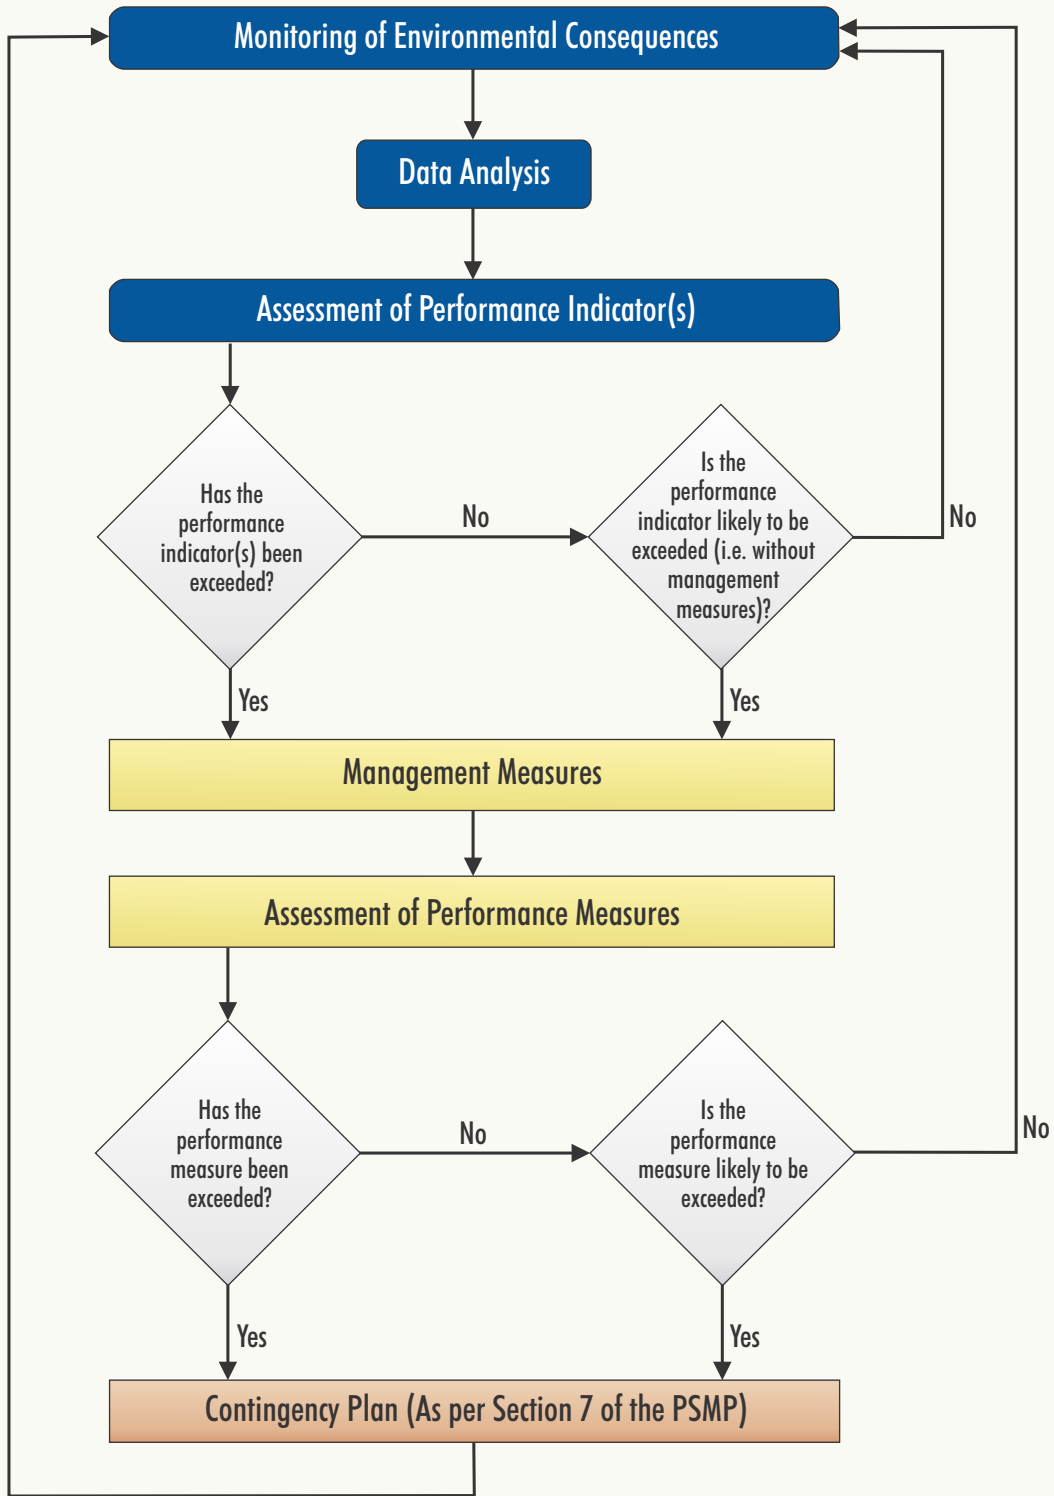 Monitoring of Environmental Consequences
Data Analysis
Assessment of Performance Indicator(s)
Has the
performance
indicator(s) been
exceeded?
No
Is the
performance
indicator likely to be
exceeded (i.e. without
management
measures)?
No
Yes
Yes
Management Measures
Assessment of Performance Measures
Has the
performance
measure been
exceeded?
No
Is the
performance
measure likely to be
exceeded?
No
Yes
Yes
Contingency Plan (As per Section 7 of the PSMP)